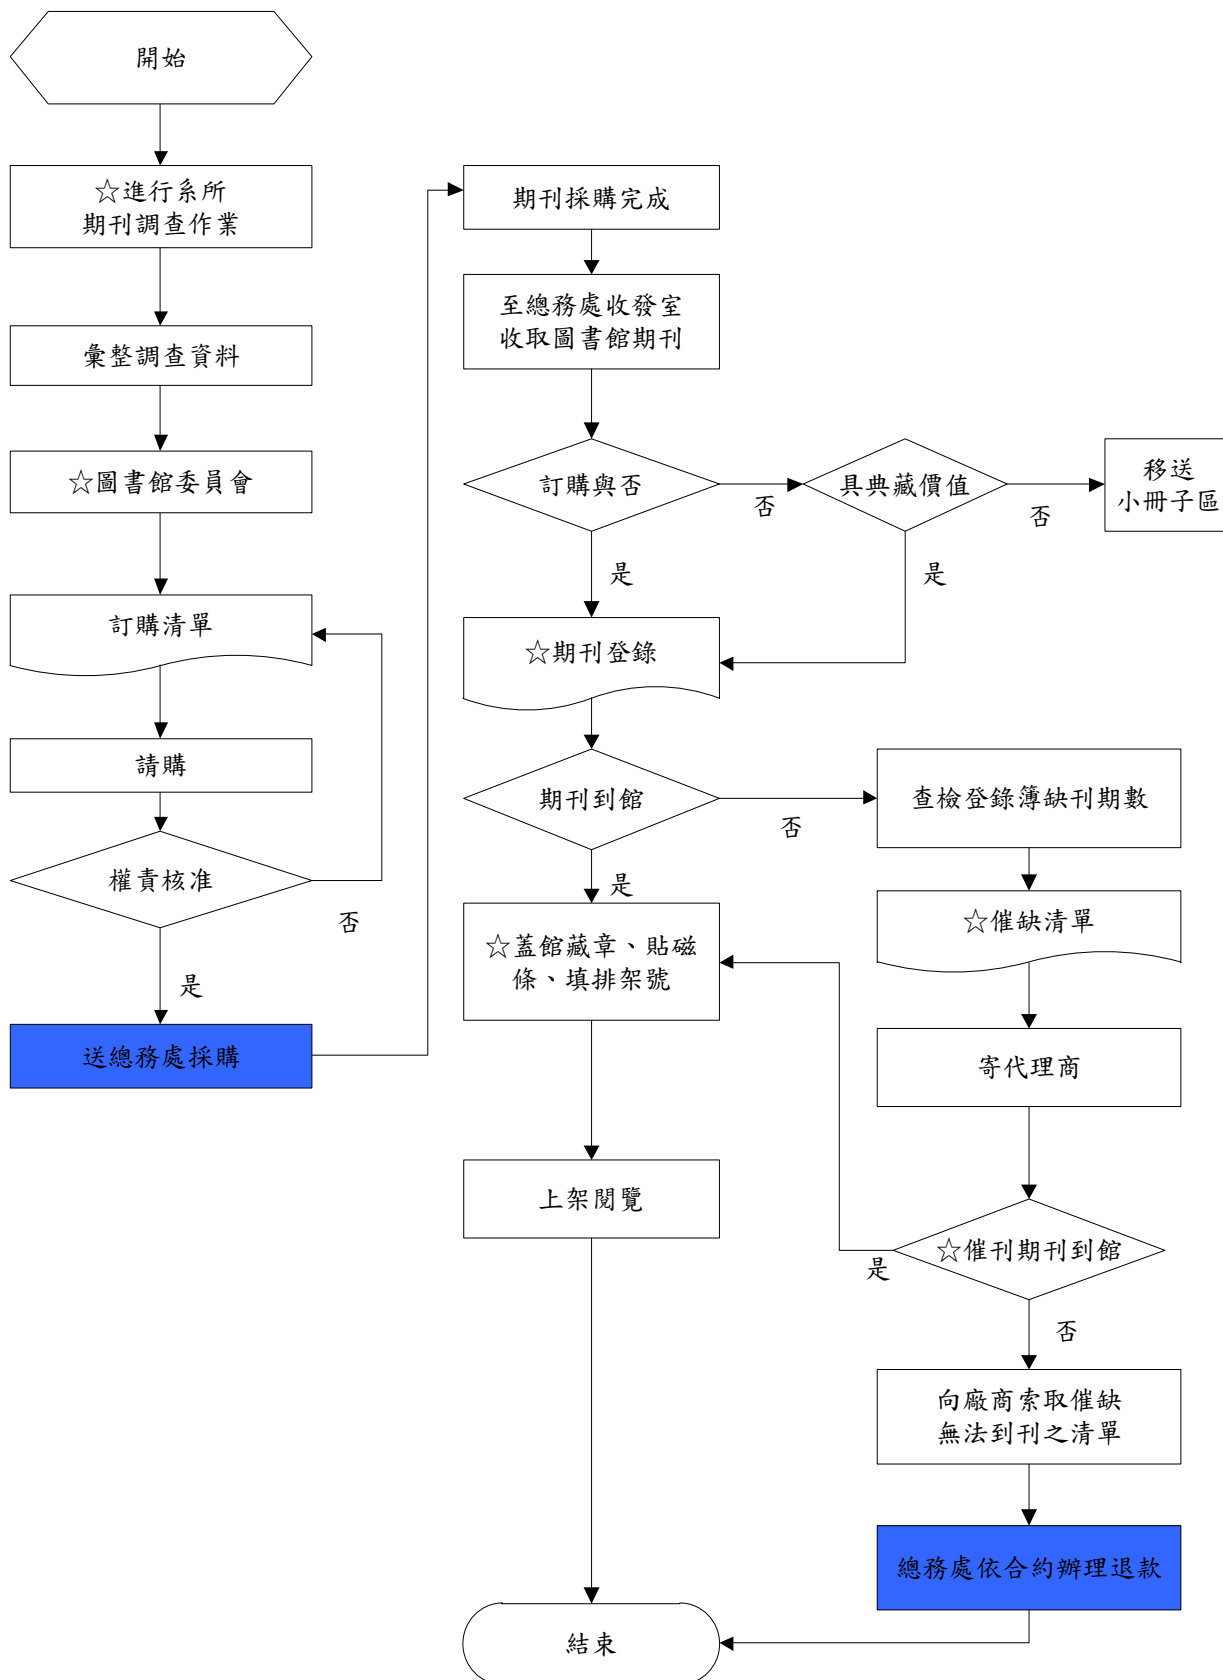 開始
☆進行系所
期刊調查作業
彙整調查資料
☆圖書館委員會
訂購清單
請購
權責核准
否
是
送總務處採購
期刊採購完成
至總務處收發室
收取圖書館期刊
訂購與否
否
具典藏價值
否
移送
小冊子區
是
是
☆期刊登錄
期刊到館
否
查檢登錄簿缺刊期數
是
☆催缺清單
☆蓋館藏章、貼磁
條、填排架號
寄代理商
上架閱覽
☆催刊期刊到館
是
否
向廠商索取催缺
無法到刊之清單
總務處依合約辦理退款
結束